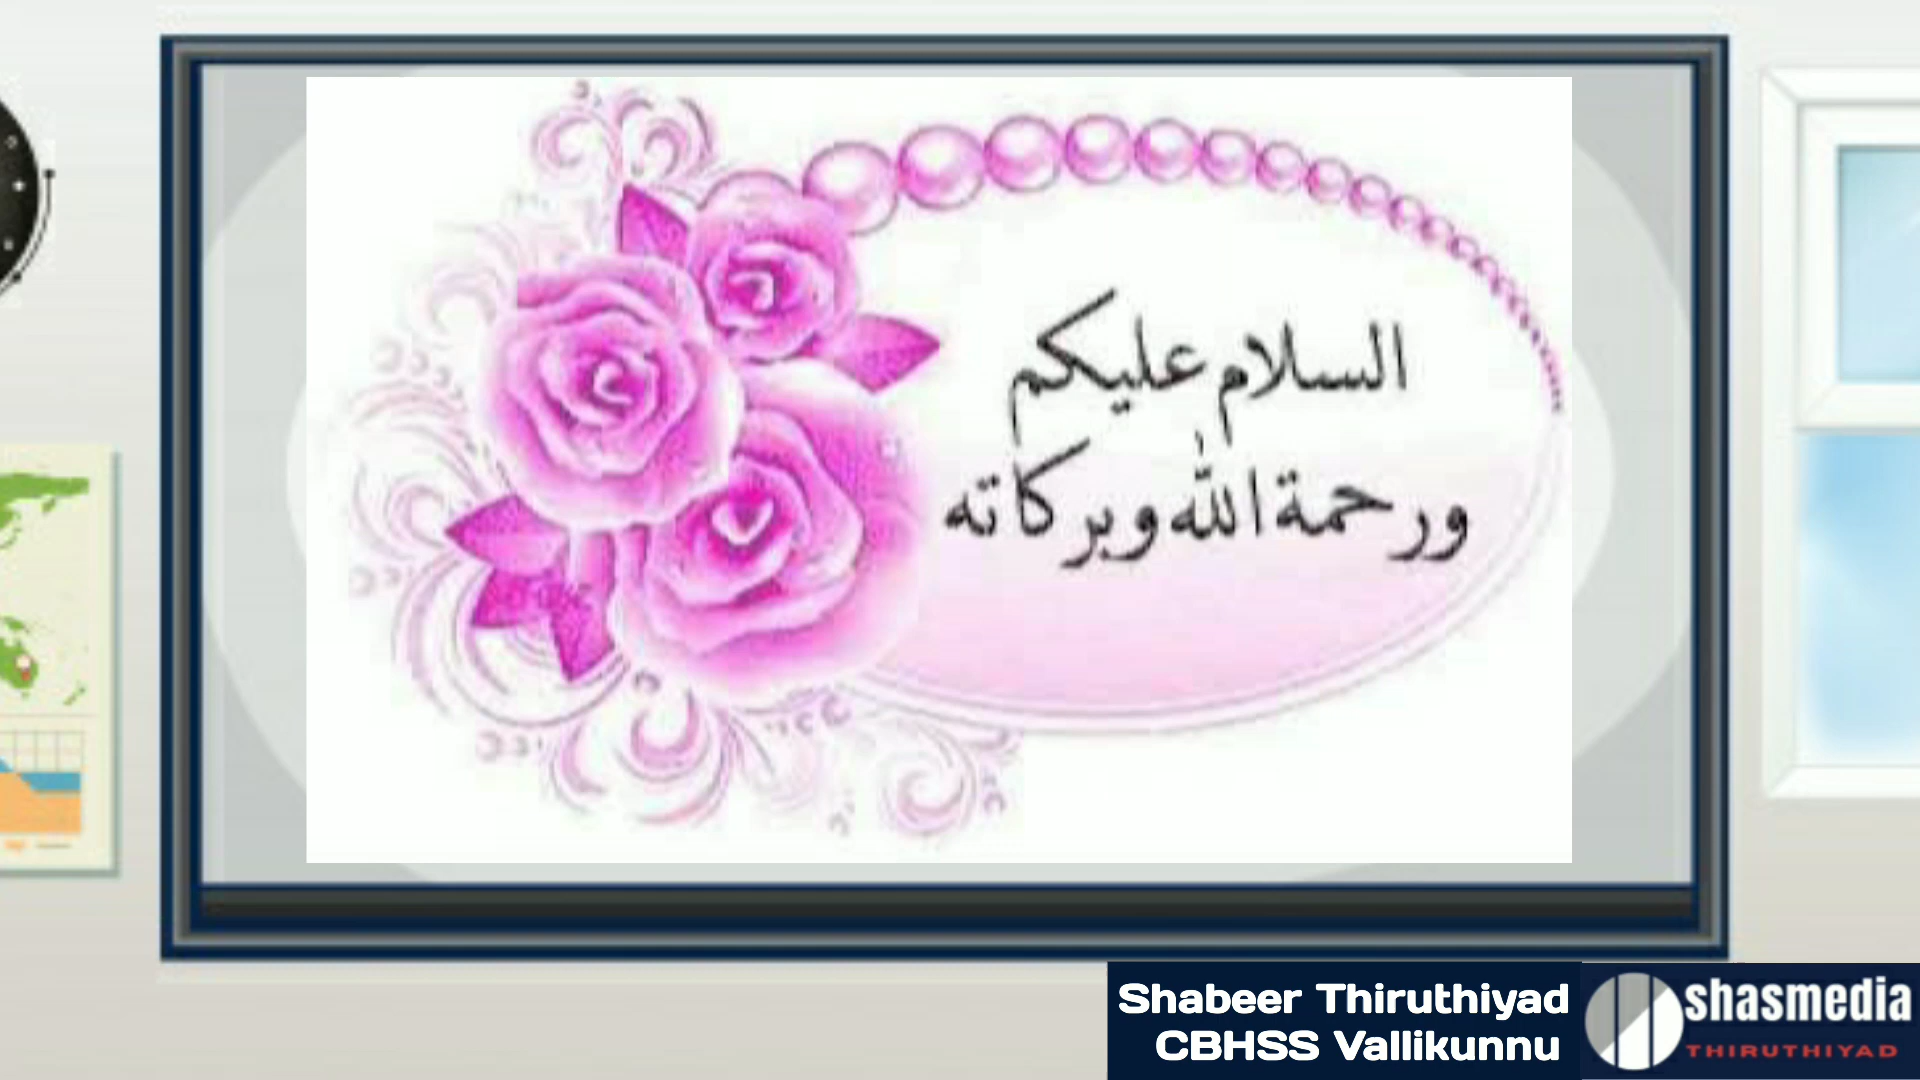 السلام عليكم
ورحمة الله وبركاته
Shabeer Thiruthiyad
CBHSS Vallikunnu
shasmedia
THIRUTHIYAD